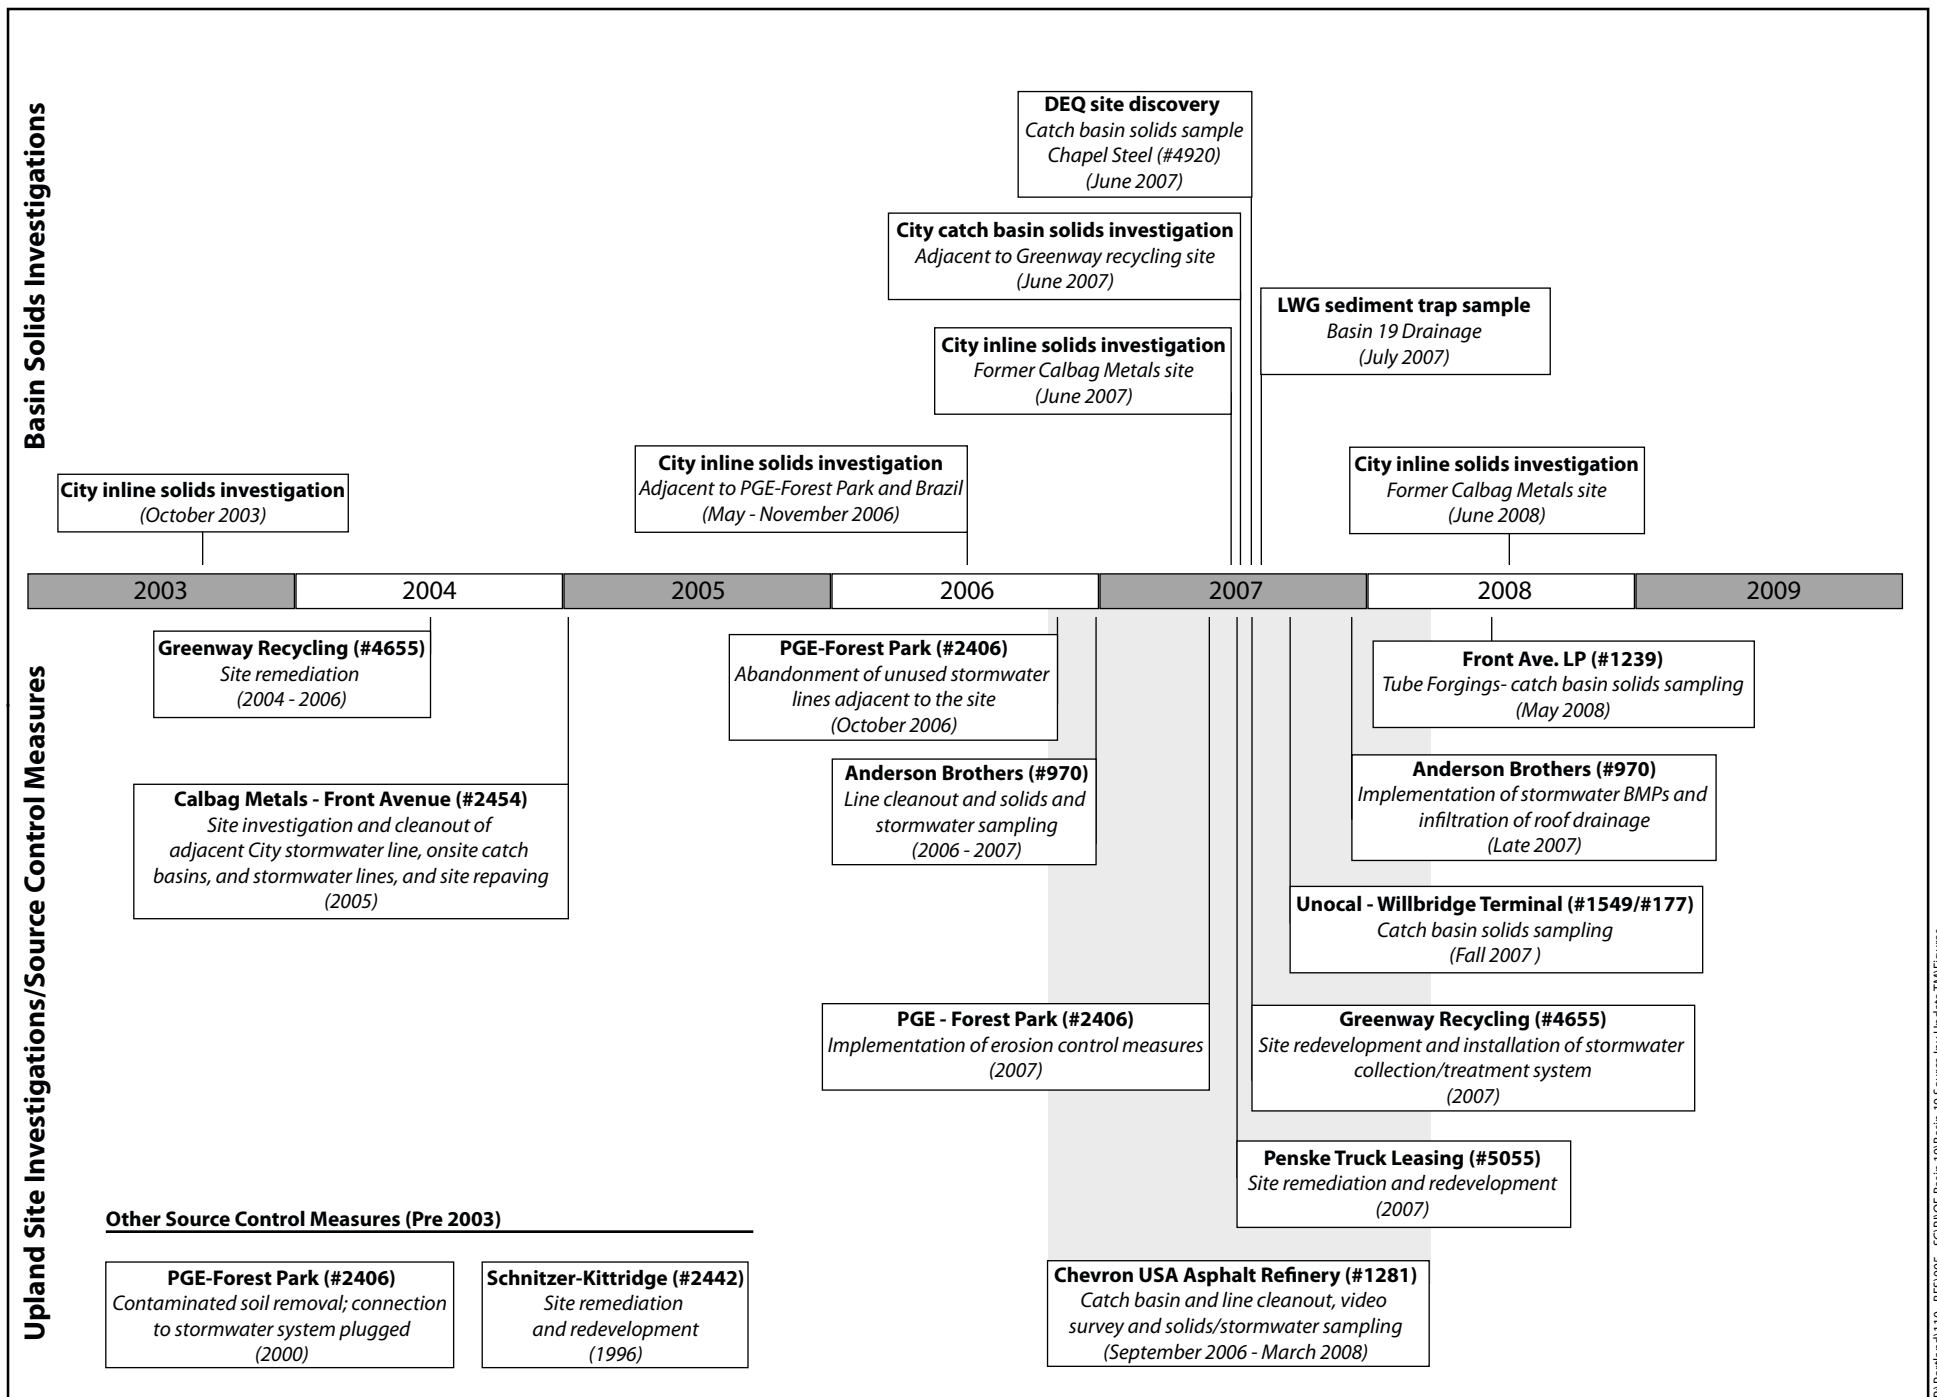 Basin Solids Investigations
DEQ site discovery
Catch basin solids sample
Chapel Steel (#4920)
(June 2007)
City catch basin solids investigation
Adjacent to Greenway recycling site
(June 2007)
LWG sediment trap sample
Basin 19 Drainage
(July 2007)
City inline solids investigation
Former Calbag Metals site
(June 2007)
City inline solids investigation
(October 2003)
City inline solids investigation
Adjacent to PGE-Forest Park and Brazil
(May - November 2006)
City inline solids investigation
Former Calbag Metals site
(June 2008)
2003
2004
2005
2006
2007
2008
2009
Upland Site Investigations/Source Control Measures
Greenway Recycling (#4655)
Site remediation
(2004 - 2006)
PGE-Forest Park (#2406)
Abandonment of unused stormwater
lines adjacent to the site
(October 2006)
Front Ave. LP (#1239)
Tube Forgings- catch basin solids sampling
(May 2008)
Calbag Metals - Front Avenue (#2454)
Site investigation and cleanout of
adjacent City stormwater line, onsite catch
basins, and stormwater lines, and site repaving
(2005)
Anderson Brothers (#970)
Line cleanout and solids and
stormwater sampling
(2006 - 2007)
Anderson Brothers (#970)
Implementation of stormwater BMPs and
infiltration of roof drainage
(Late 2007)
Unocal - Willbridge Terminal (#1549/#177)
Catch basin solids sampling
(Fall 2007 )
PGE - Forest Park (#2406)
Implementation of erosion control measures
(2007)
Greenway Recycling (#4655)
Site redevelopment and installation of stormwater
collection/treatment system
(2007)
Penske Truck Leasing (#5055)
Site remediation and redevelopment
(2007)
Other Source Control Measures (Pre 2003)
PGE-Forest Park (#2406)
Contaminated soil removal; connection
to stormwater system plugged
(2000)
Schnitzer-Kittridge (#2442)
Site remediation
and redevelopment
(1996)
Chevron USA Asphalt Refinery (#1281)
Catch basin and line cleanout, video
survey and solids/stormwater sampling
(September 2006 - March 2008)